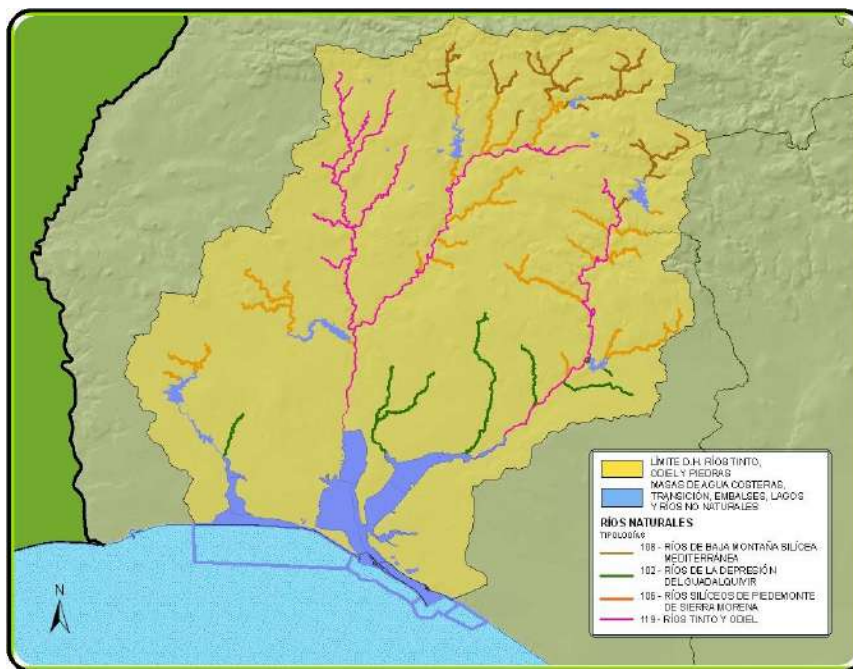 N
LÍMITE D.H. RÍOS TINTO,
ODIEL Y PIEDRAS
MASAS DE AGUA COSTERAS,
TRANSICIÓN, EMBALSES, LAGOS
Y RÍOS NO NATURALES
RÍOS NATURALES
TIPOLOGÍAS
108 - RÍOS DE BAJA MONTAÑA SILÍCEA
MEDITERRÁNEA
102 - RÍOS DE LA DEPRESIÓN
DEL GUADALQUIVIR
106 - RÍOS SILÍCEOS DE PIEDEMONTE
DE SIERRA MORENA
119 - RÍOS TINTO Y ODIEL